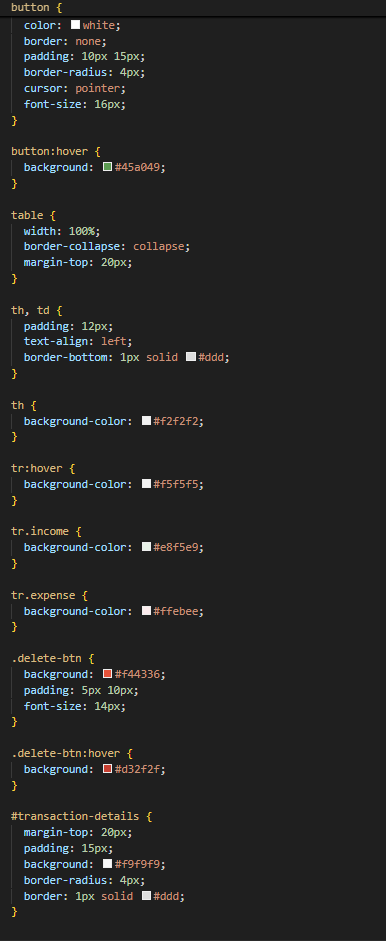 button {
color: white;
border: none;
padding: 10px 15px;
border-radius: 4px;
cursor: pointer;
font-size: 16px;
}
button:hover {
background: #45a049;
}
table {
width: 100%;
border-collapse: collapse;
margin-top: 20px;
}
th, td {
padding: 12px;
text-align: left;
border-bottom: 1px solid #ddd;
}
th {
background-color: #f2f2f2;
}
tr:hover {
background-color: #f5f5f5;
}
tr.income {
background-color: #e8f5e9;
}
tr.expense {
background-color: #ffebee;
}
.delete-btn {
background: #f44336;
padding: 5px 10px;
font-size: 14px;
}
.delete-btn:hover {
background: #d32f2f;
}
#transaction-details {
margin-top: 20px;
padding: 15px;
background: #f9f9f9;
border-radius: 4px;
border: 1px solid #ddd;
}